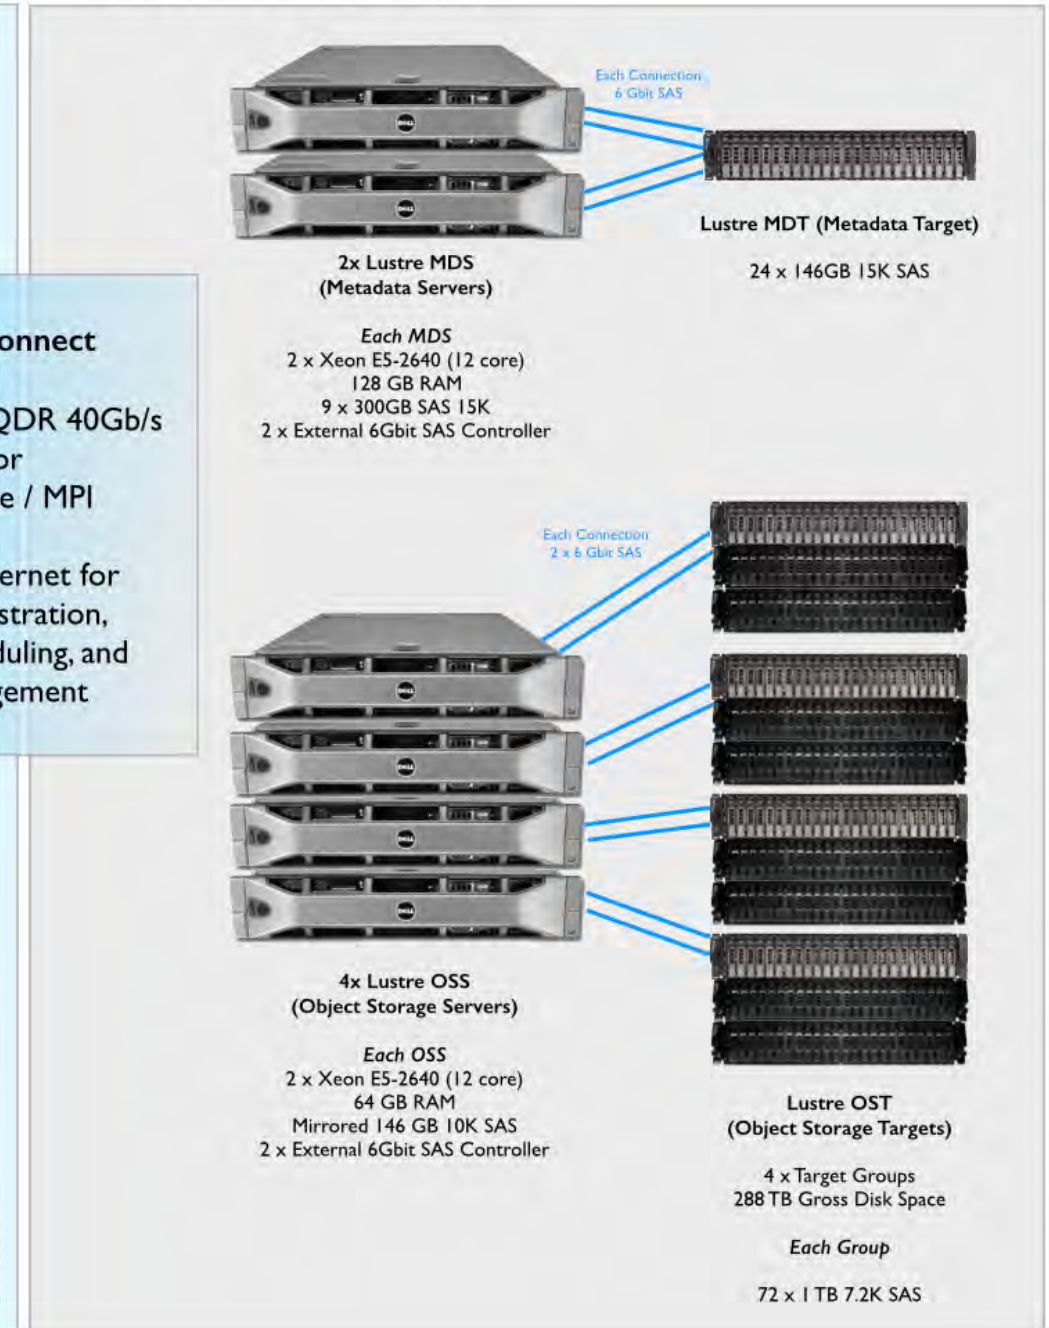 Each Connection
6 Gbit SAS
Lustre MDT (Metadata Target)
24 x 146GB 15K SAS
2x Lustre MDS
(Metadata Servers)
Each MDS
2 x Xeon E5-2640 (12 core)
128 GB RAM
9 x 300GB SAS 15K
2 x External 6Gbit SAS Controller
onnect
QDR 40Gb/s
or
e / MPI
ernet for
stration,
duling, and
gement
Each Connection
2 x 6 Gbit SAS
4x Lustre OSS
(Object Storage Servers)
Each OSS
2 x Xeon E5-2640 (12 core)
64 GB RAM
Mirrored 146 GB 10K SAS
2 x External 6Gbit SAS Controller
Lustre OST
(Object Storage Targets)
4 x Target Groups
288 TB Gross Disk Space
Each Group
72 x 1 TB 7.2K SAS